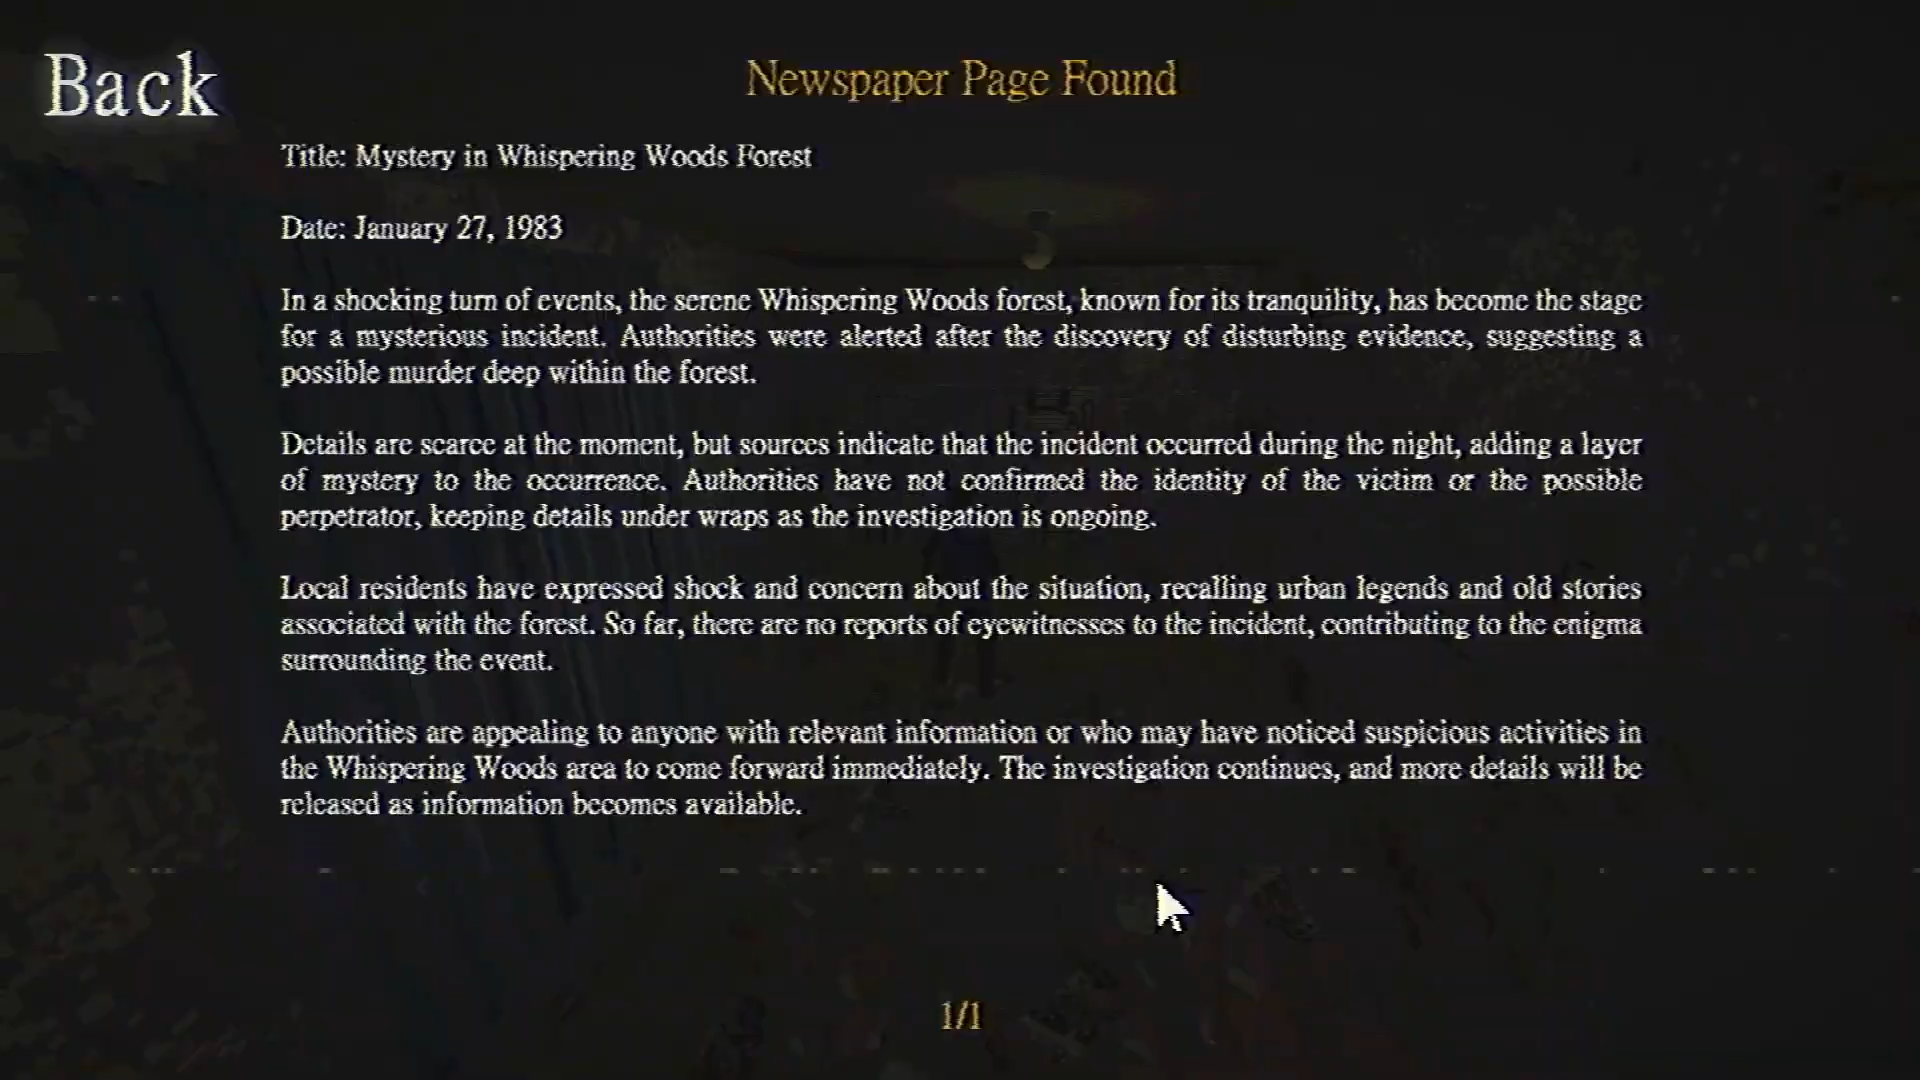 Back
Newspaper Page Found
Title: Mystery in Whispering Woods Forest
Date: January 27, 1983
In a shocking turn of events, the serene Whispering Woods forest, known for its tranquility, has become the stage
for a mysterious incident. Authorities were alerted after the discovery of disturbing evidence, suggesting a
possible murder deep within the forest.
Details are scarce at the moment, but sources indicate that the incident occurred during the night, adding a layer
of mystery to the occurrence. Authorities have not confirmed the identity of the victim or the possible
perpetrator, keeping details under wraps as the investigation is ongoing.
Local residents have expressed shock and concern about the situation, recalling urban legends and old stories
associated with the forest. So far, there are no reports of eyewitnesses to the incident, contributing to the enigma
surrounding the event.
Authorities are appealing to anyone with relevant information or who may have noticed suspicious activities in
the Whispering Woods area to come forward immediately. The investigation continues, and more details will be
released as information becomes available.
1/1